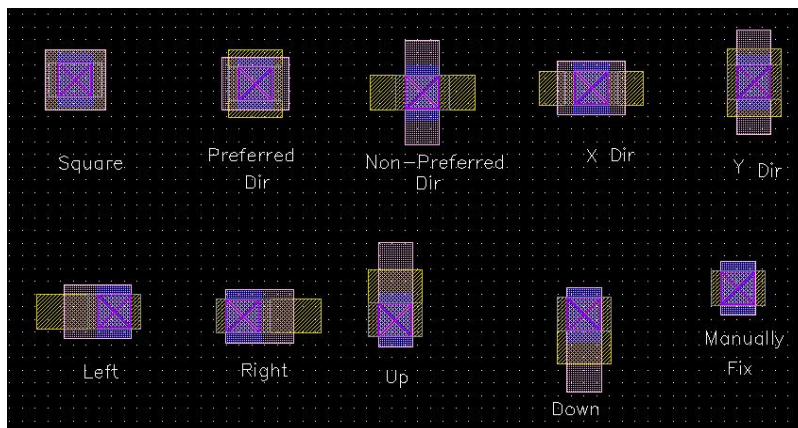 Square
Preferred
Dir
Non-Preferred
Dir
X Dir
Y Dir
Left
Right
Up
Down
Manually
Fix